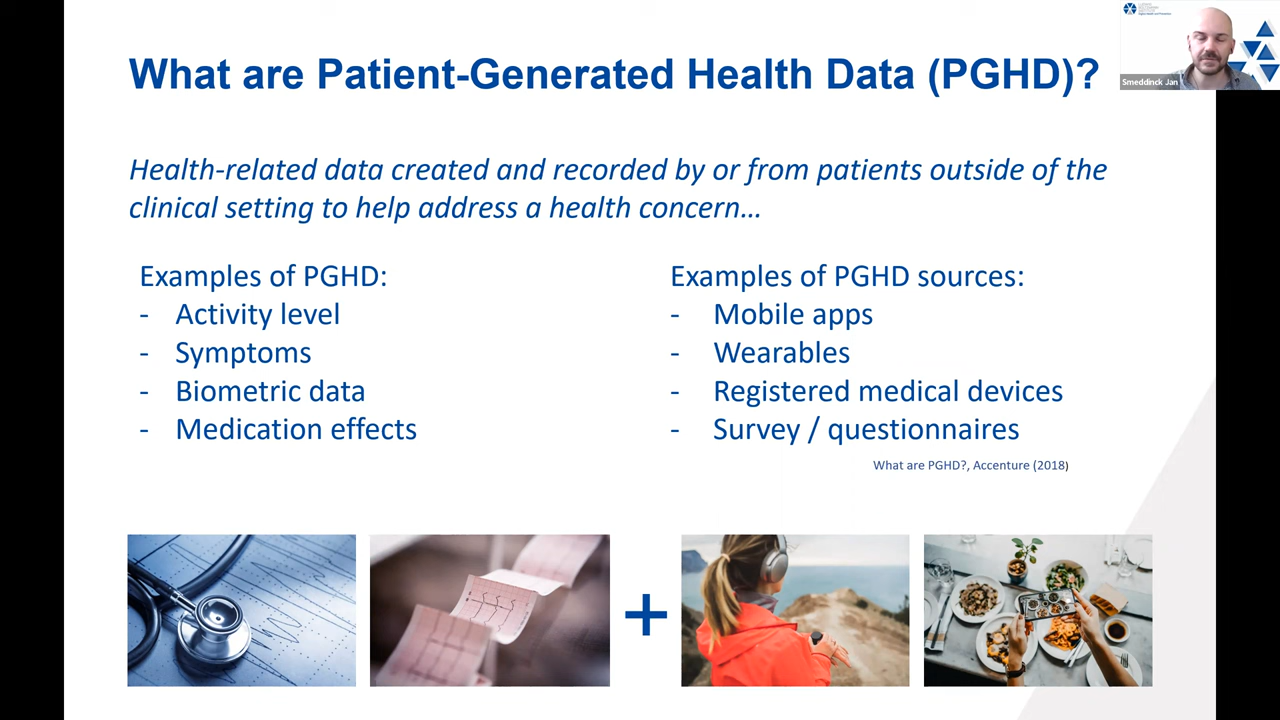 What are Patient-Generated Health Data (PGHD)?
Smeddinck Jan
Health-related data created and recorded by or from patients outside of the
clinical setting to help address a health concern…
Examples of PGHD:
- Activity level
- Symptoms
- Biometric data
- Medication effects
Examples of PGHD sources:
- Mobile apps
- Wearables
- Registered medical devices
- Survey / questionnaires
What are PGHD?, Accenture (2018)
+